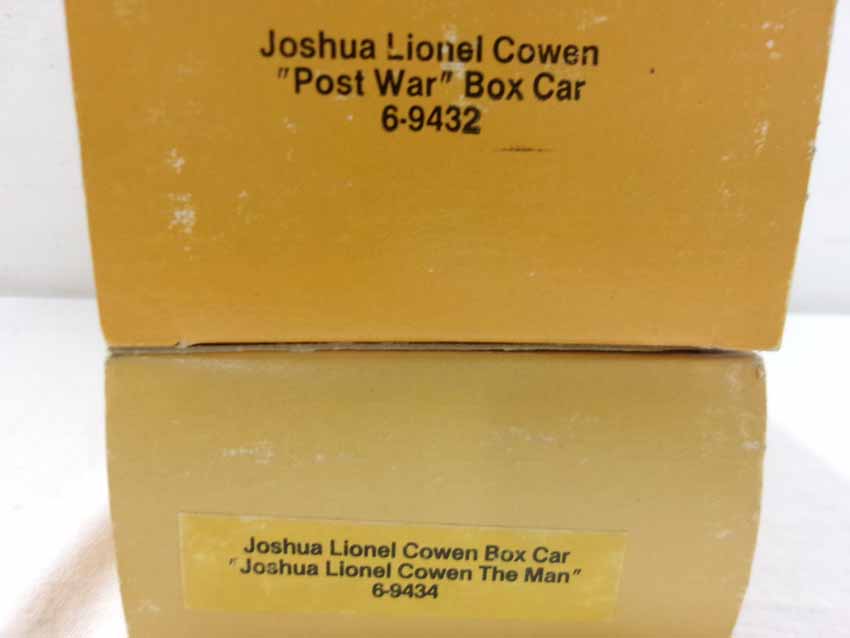 Joshua Lionel Cowen
"Post War" Box Car
6-9432
Joshua Lionel Cowen Box Car
"Joshua Lionel Cowen The Man"
6-9434